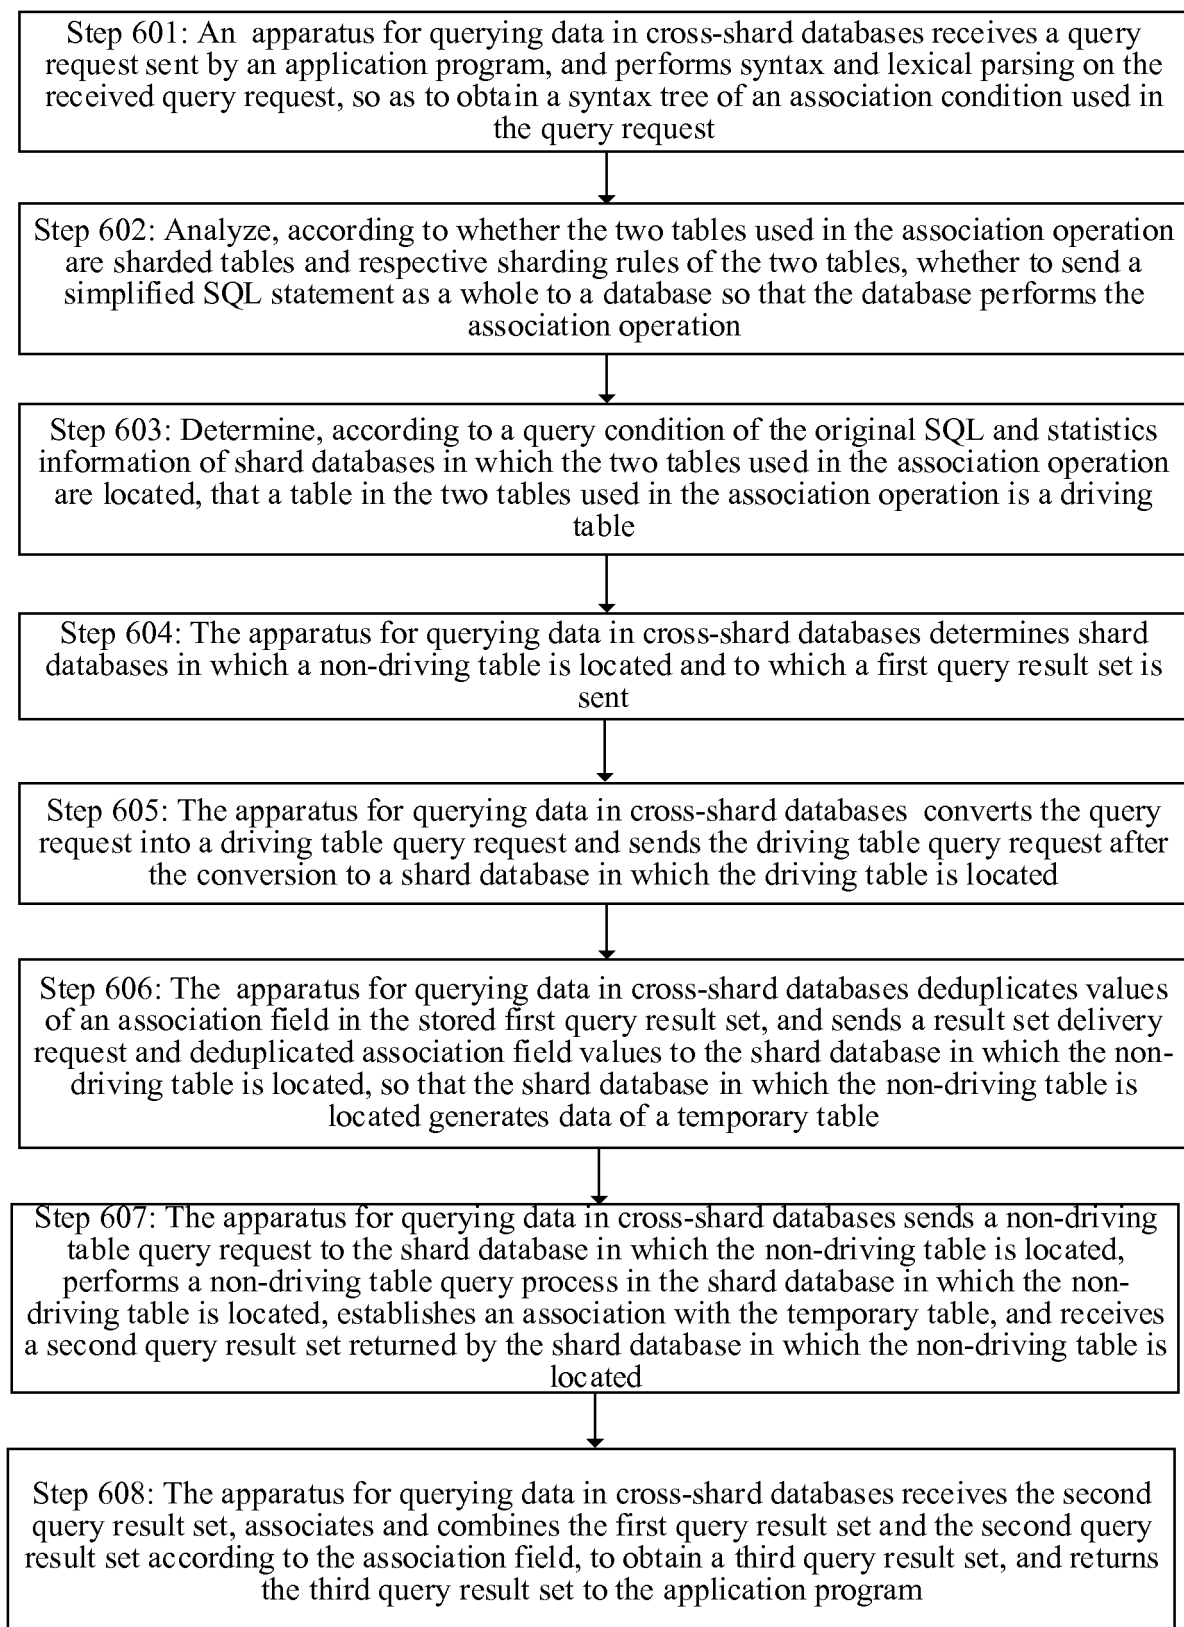 Step 601: An apparatus for querying data in cross-shard databases receives a query
request sent by an application program, and performs syntax and lexical parsing on the
received query request, so as to obtain a syntax tree of an association condition used in
the query request
Step 602: Analyze, according to whether the two tables used in the association operation
are sharded tables and respective sharding rules of the two tables, whether to send a
simplified SQL statement as a whole to a database so that the database performs the
association operation
Step 603: Determine, according to a query condition of the original SQL and statistics
information of shard databases in which the two tables used in the association operation
are located, that a table in the two tables used in the association operation is a driving
table
Step 604: The apparatus for querying data in cross-shard databases determines shard
databases in which a non-driving table is located and to which a first query result set is
sent
Step 605: The apparatus for querying data in cross-shard databases converts the query
request into a driving table query request and sends the driving table query request after
the conversion to a shard database in which the driving table is located
Step 606: The apparatus for querying data in cross-shard databases deduplicates values
of an association field in the stored first query result set, and sends a result set delivery
request and deduplicated association field values to the shard database in which the non-
driving table is located, so that the shard database in which the non-driving table is
located generates data of a temporary table
Step 607: The apparatus for querying data in cross-shard databases sends a non-driving
table query request to the shard database in which the non-driving table is located,
performs a non-driving table query process in the shard database in which the non-
driving table is located, establishes an association with the temporary table, and receives
a second query result set returned by the shard database in which the non-driving table is
located
Step 608: The apparatus for querying data in cross-shard databases receives the second
query result set, associates and combines the first query result set and the second query
result set according to the association field, to obtain a third query result set, and returns
the third query result set to the application program